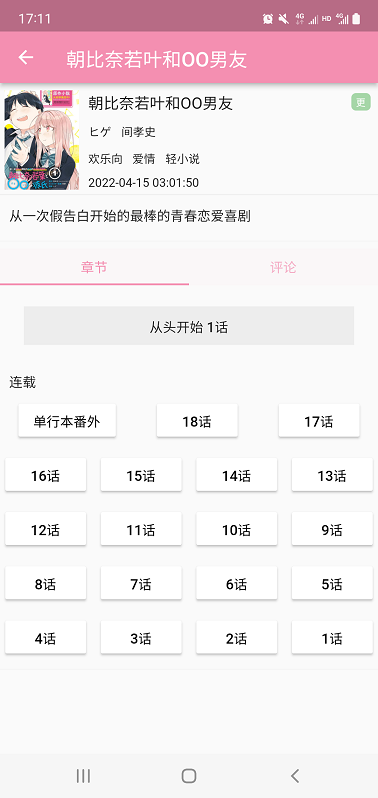 17:11
4G HD 4G
朝比奈若叶和OO男友
朝比奈若叶和OO男友
更
ヒゲ 间孝史
欢乐向 爱情 轻小说
2022-04-15 03:01:50
从一次假告白开始的最棒的青春恋爱喜剧
章节 评论
从头开始 1话
连载
单行本番外 18话 17话
16话 15话 14话 13话
12话 11话 10话 9话
8话 7话 6话 5话
4话 3话 2话 1话